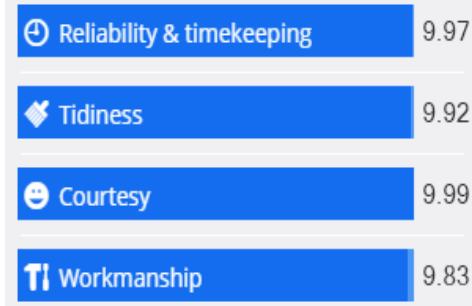 Reliability & timekeeping 9.97
Tidiness 9.92
Courtesy 9.99
Workmanship 9.83